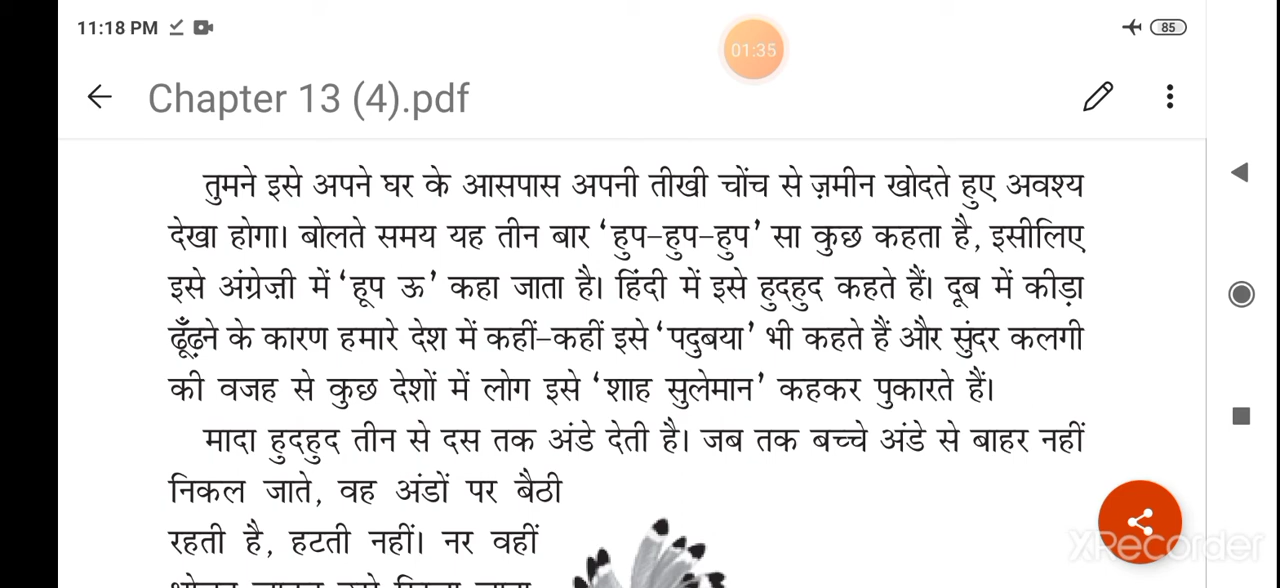 11:18 PM
01:35
85
Chapter 13 (4).pdf
तुमने इसे अपने घर के आसपास अपनी तीखी चोंच से ज़मीन खोदते हुए अवश्य
देखा होगा। बोलते समय यह तीन बार ‘हुप-हुप-हुप’ सा कुछ कहता है, इसीलिए
इसे अंग्रेज़ी में ‘हूप ऊ’ कहा जाता है। हिंदी में इसे हुदहुद कहते हैं। दूब में कीड़ा
ढूँढ़ने के कारण हमारे देश में कहीं-कहीं इसे ‘पदुबया’ भी कहते हैं और सुंदर कलगी
की वजह से कुछ देशों में लोग इसे ‘शाह सुलेमान’ कहकर पुकारते हैं।
मादा हुदहुद तीन से दस तक अंडे देती है। जब तक बच्चे अंडे से बाहर नहीं
निकल जाते, वह अंडों पर बैठी
रहती है, हटती नहीं। नर वहीं
XRecorder